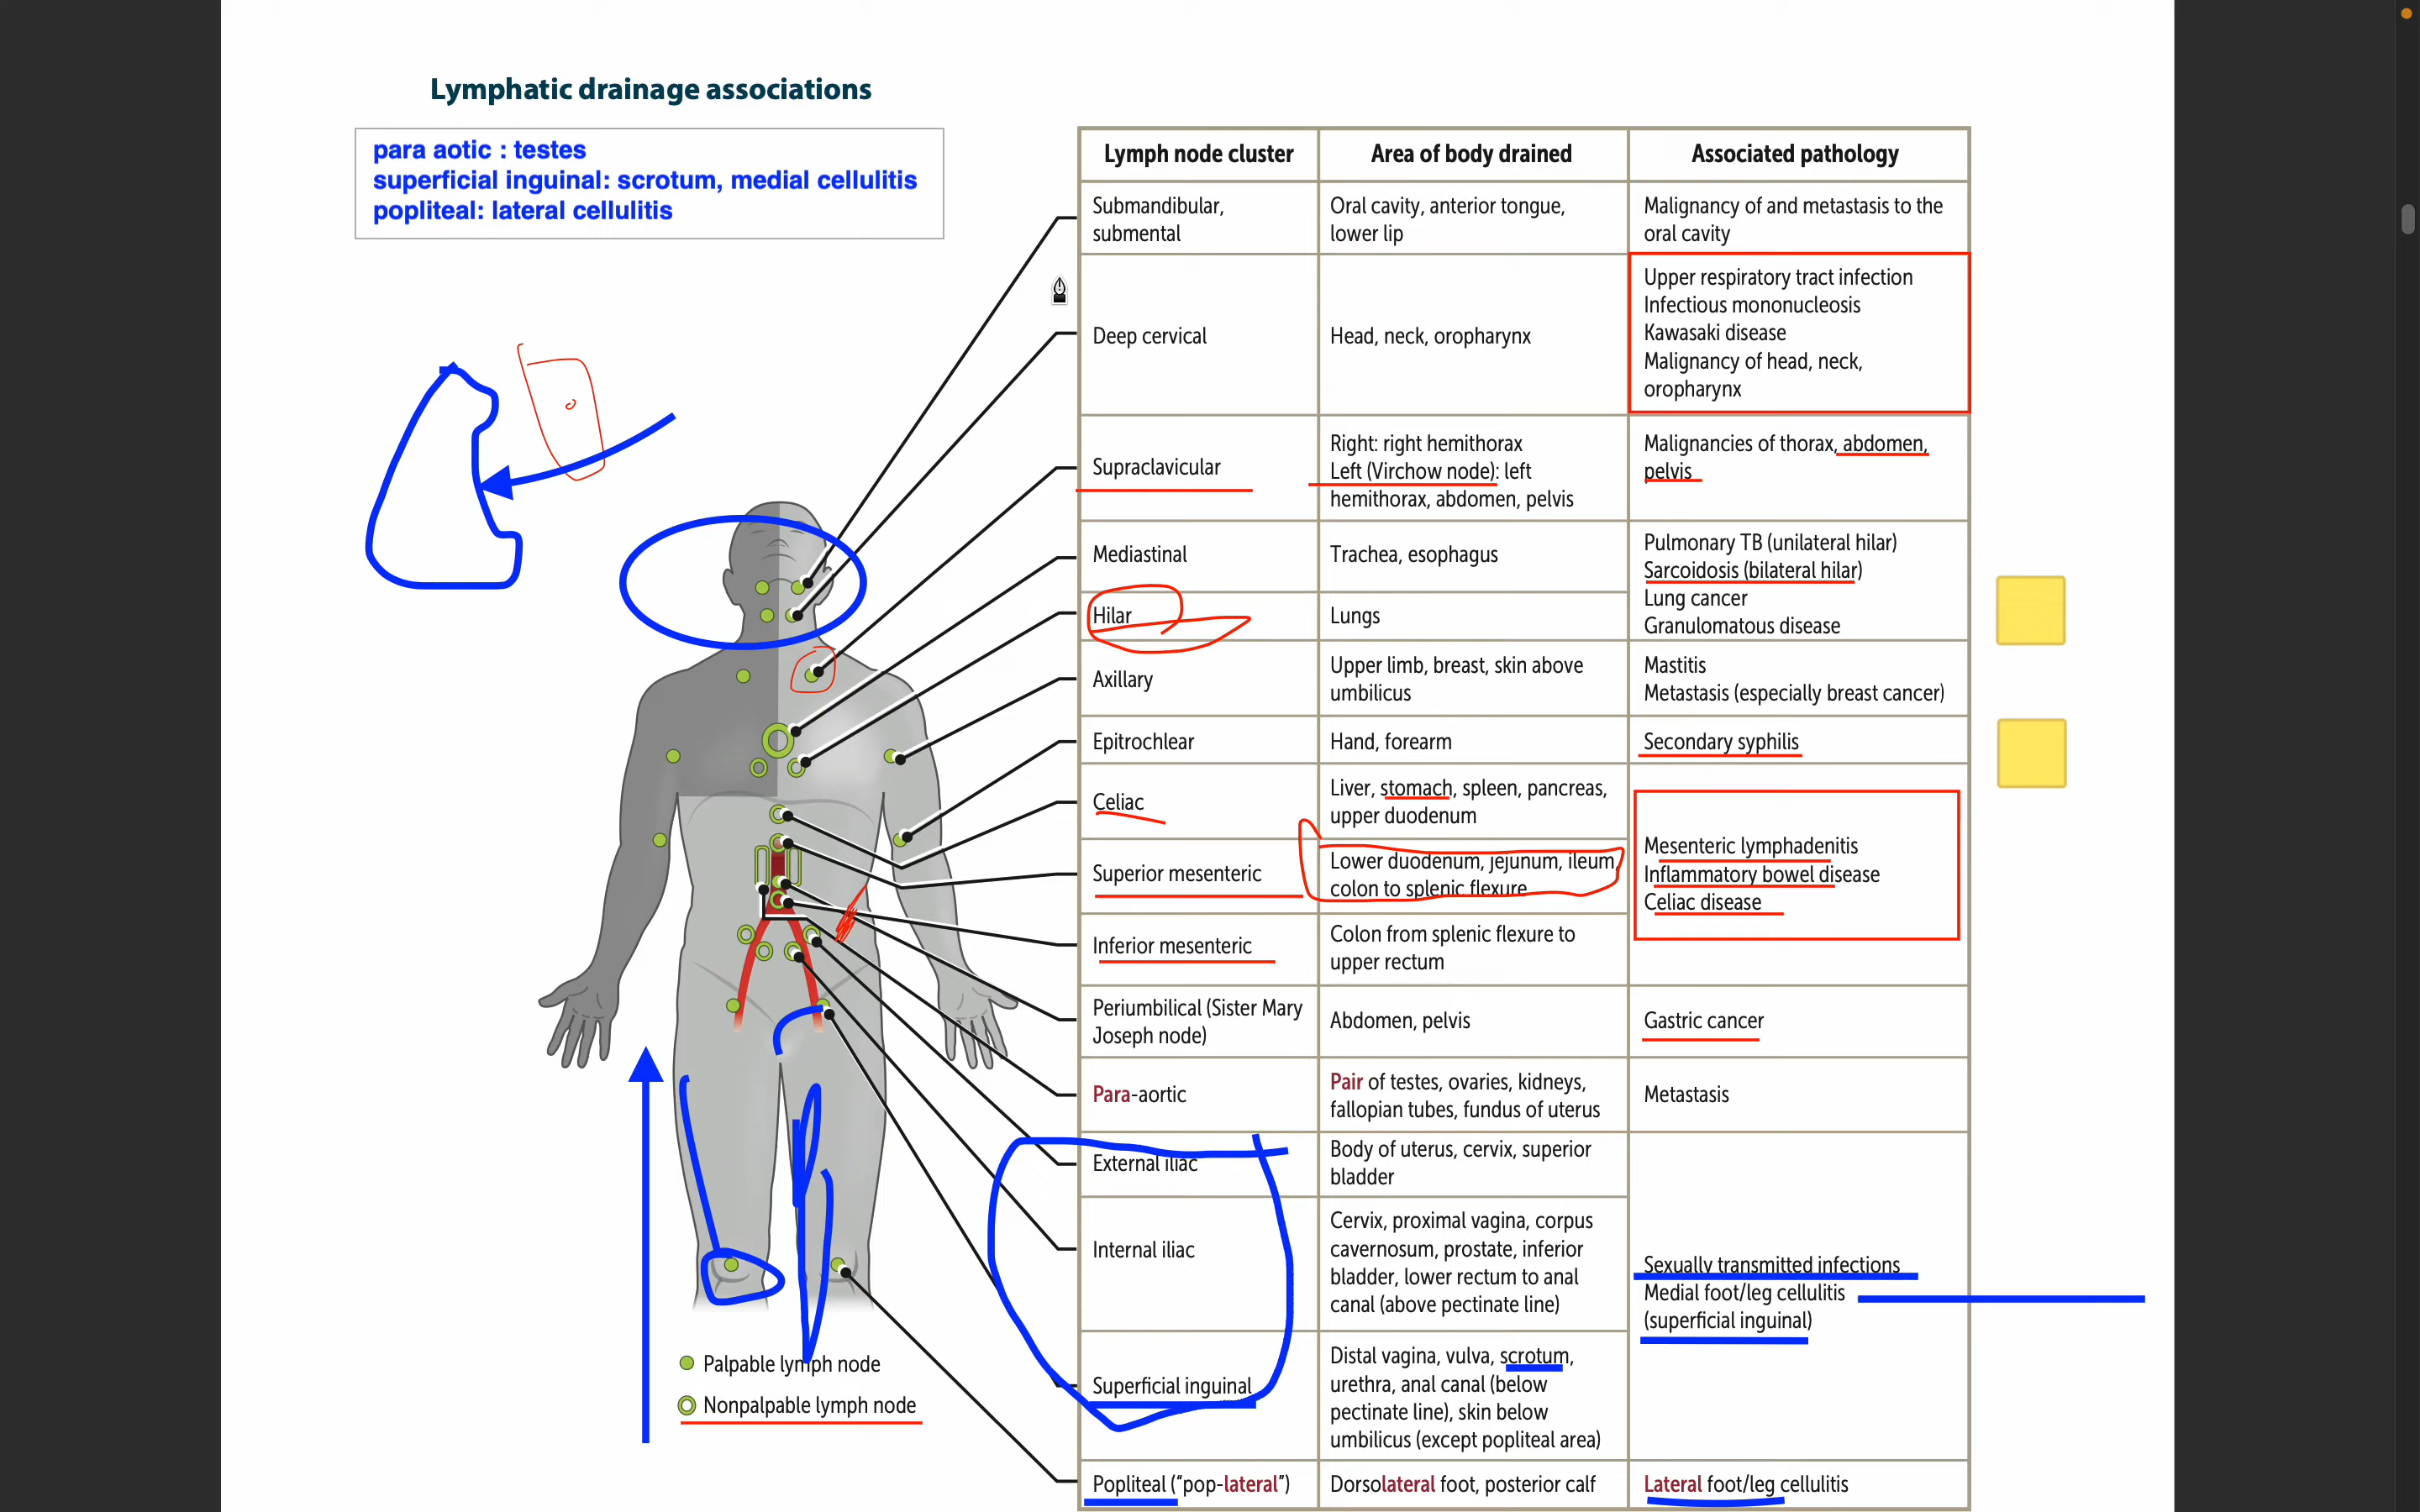 Lymphatic drainage associations
para aotic : testes
superficial inguinal: scrotum, medial cellulitis
popliteal: lateral cellulitis
Lymph node cluster
Area of body drained
Associated pathology
Submandibular,
submental
Oral cavity, anterior tongue,
lower lip
Malignancy of and metastasis to the
oral cavity
Deep cervical
Head, neck, oropharynx
Upper respiratory tract infection
Infectious mononucleosis
Kawasaki disease
Malignancy of head, neck,
oropharynx
Supraclavicular
Right: right hemithorax
Left (Virchow node): left
hemithorax, abdomen, pelvis
Malignancies of thorax, abdomen,
pelvis
Mediastinal
Trachea, esophagus
Pulmonary TB (unilateral hilar)
Sarcoidosis (bilateral hilar)
Lung cancer
Granulomatous disease
Hilar
Lungs
Axillary
Upper limb, breast, skin above
umbilicus
Mastitis
Metastasis (especially breast cancer)
Epitrochlear
Hand, forearm
Secondary syphilis
Celiac
Liver, stomach, spleen, pancreas,
upper duodenum
Mesenteric lymphadenitis
Inflammatory bowel disease
Celiac disease
Superior mesenteric
Lower duodenum, jejunum, ileum,
colon to splenic flexure
Inferior mesenteric
Colon from splenic flexure to
upper rectum
Periumbilical (Sister Mary
Joseph node)
Abdomen, pelvis
Gastric cancer
Para-aortic
Pair of testes, ovaries, kidneys,
fallopian tubes, fundus of uterus
Metastasis
External iliac
Body of uterus, cervix, superior
bladder
Internal iliac
Cervix, proximal vagina, corpus
cavernosum, prostate, inferior
bladder, lower rectum to anal
canal (above pectinate line)
Sexually transmitted infections
Medial foot/leg cellulitis
(superficial inguinal)
Superficial inguinal
Distal vagina, vulva, scrotum,
urethra, anal canal (below
pectinate line), skin below
umbilicus (except popliteal area)
Popliteal (“pop-lateral”)
Dorsolateral foot, posterior calf
Lateral foot/leg cellulitis
Palpable lymph node
Nonpalpable lymph node